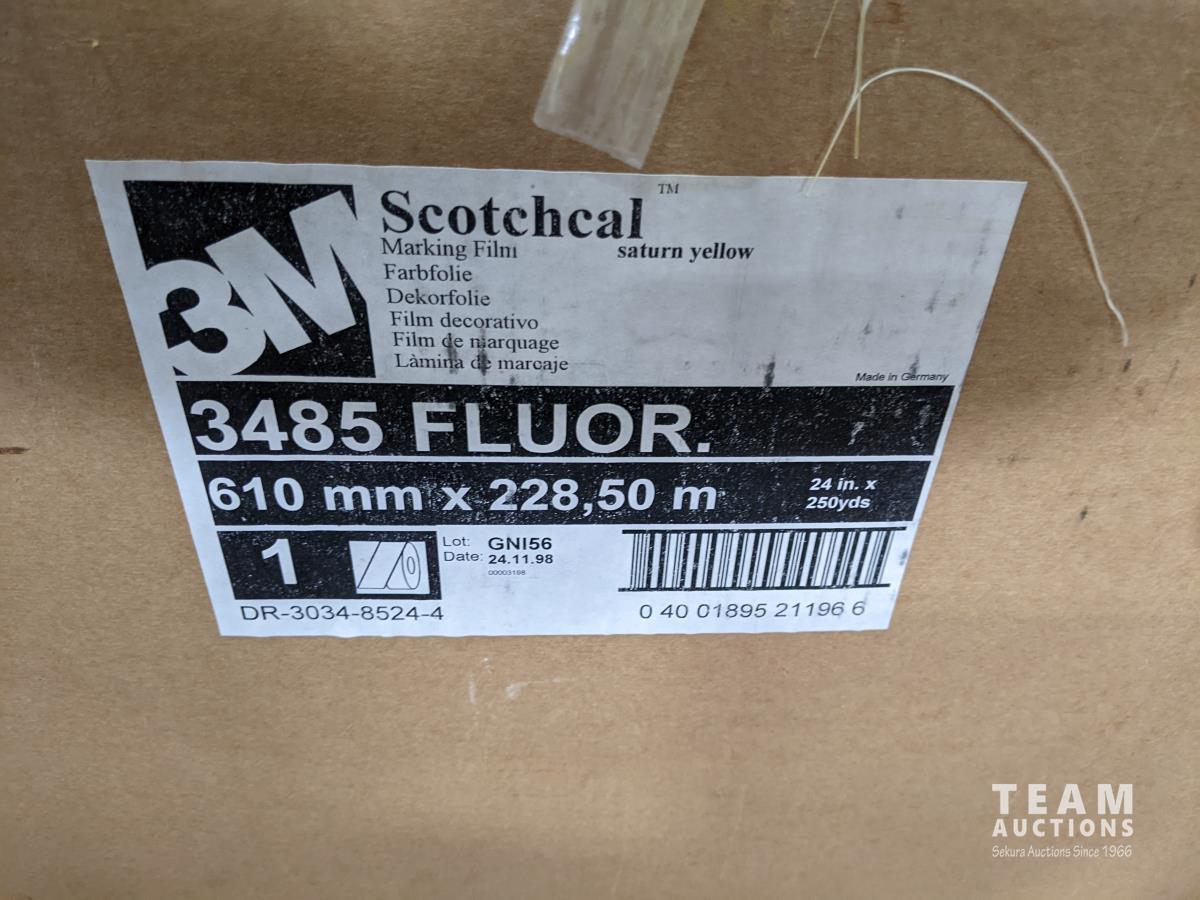 3M
Scotchcal TM
Marking Film saturn yellow
Farbfolie
Dekorfolie
Film decorativo
Film de marquage
Làmina de marcaje
Made in Germany
3485 FLUOR.
610 mm x 228,50 m
24 in. x
250yds
1
Lot: GNI56
Date: 24.11.98
00003198
DR-3034-8524-4
0 40 01895 21196 6
TEAM
AUCTIONS
Sekura Auctions Since 1966